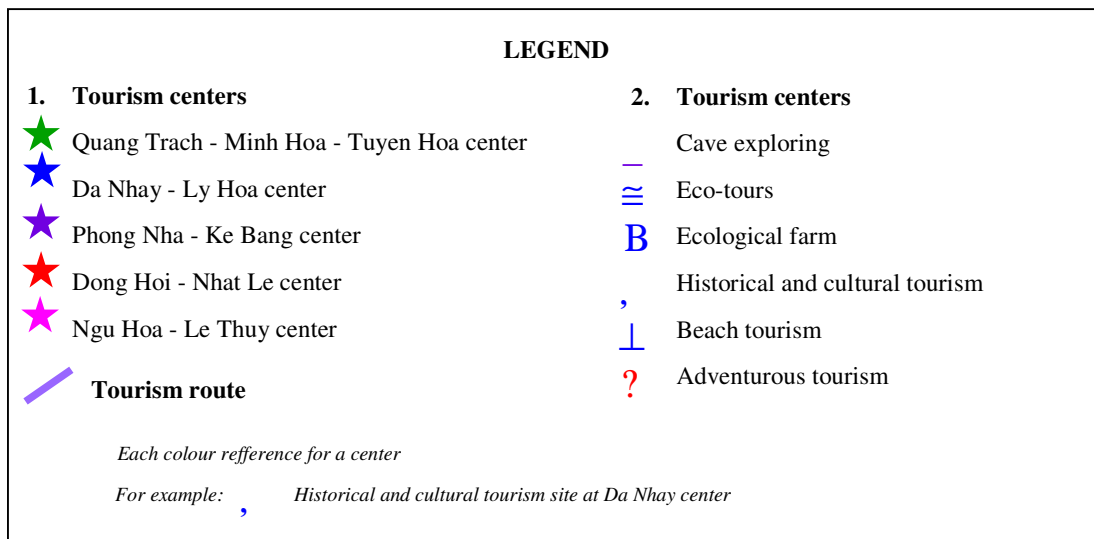 LEGEND
1. Tourism centers
Quang Trach - Minh Hoa - Tuyen Hoa center
Da Nhay - Ly Hoa center
Phong Nha - Ke Bang center
Dong Hoi - Nhat Le center
Ngu Hoa - Le Thuy center
Tourism route
2. Tourism centers
_ Cave exploring
≅ Eco-tours
B Ecological farm
, Historical and cultural tourism
⊥ Beach tourism
? Adventurous tourism
Each colour refference for a center
For example: , Historical and cultural tourism site at Da Nhay center